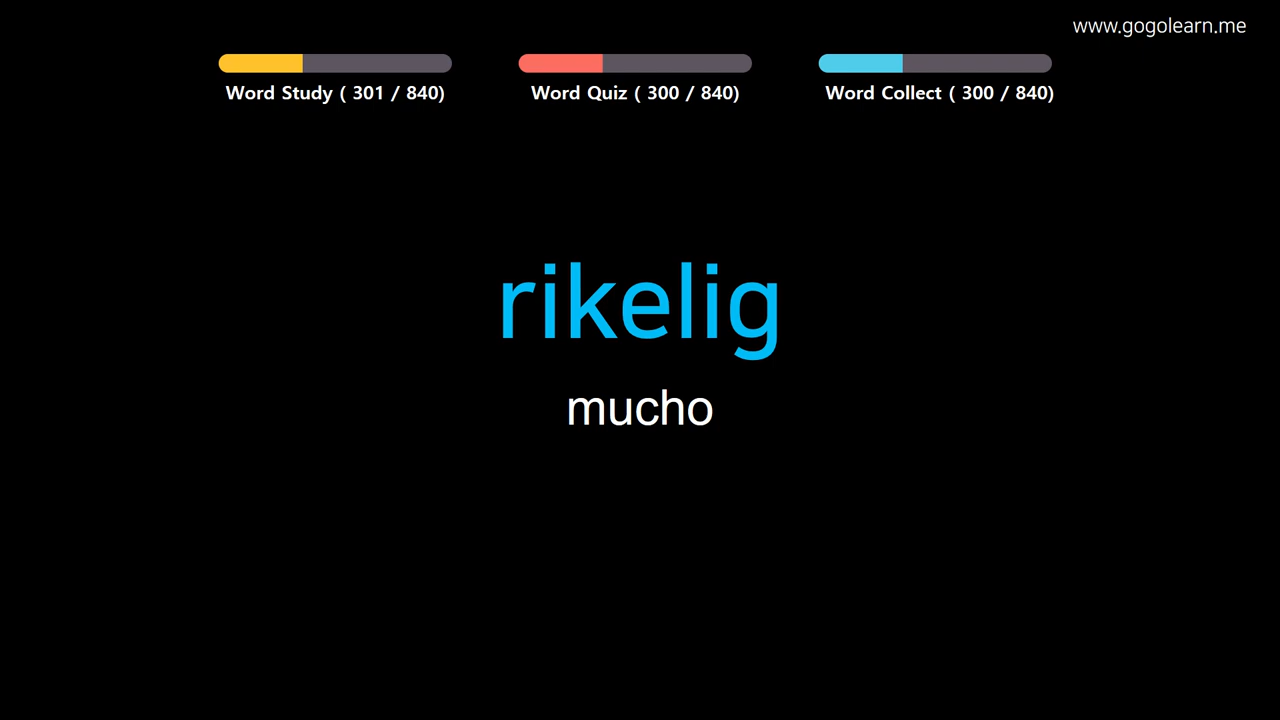 www.gogolearn.me
Word Study ( 301 / 840)
Word Quiz ( 300 / 840)
Word Collect ( 300 / 840)
rikelig
mucho